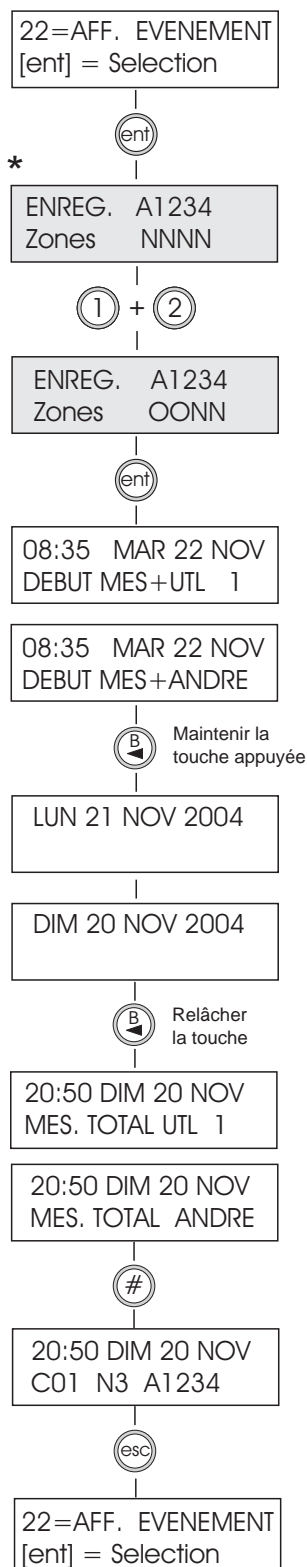 22=AFF. EVENEMENT
[ent] = Selection
ent
*
ENREG. A1234
Zones NNNN
1 + 2
ENREG. A1234
Zones OONN
ent
08:35 MAR 22 NOV
DEBUT MES+UTL 1
08:35 MAR 22 NOV
DEBUT MES+ANDRE
B
Maintenir la
touche appuyée
LUN 21 NOV 2004
DIM 20 NOV 2004
B
Relâcher
la touche
20:50 DIM 20 NOV
MES. TOTAL UTL 1
20:50 DIM 20 NOV
MES. TOTAL ANDRE
#
20:50 DIM 20 NOV
C01 N3 A1234
esc
22=AFF. EVENEMENT
[ent] = Selection